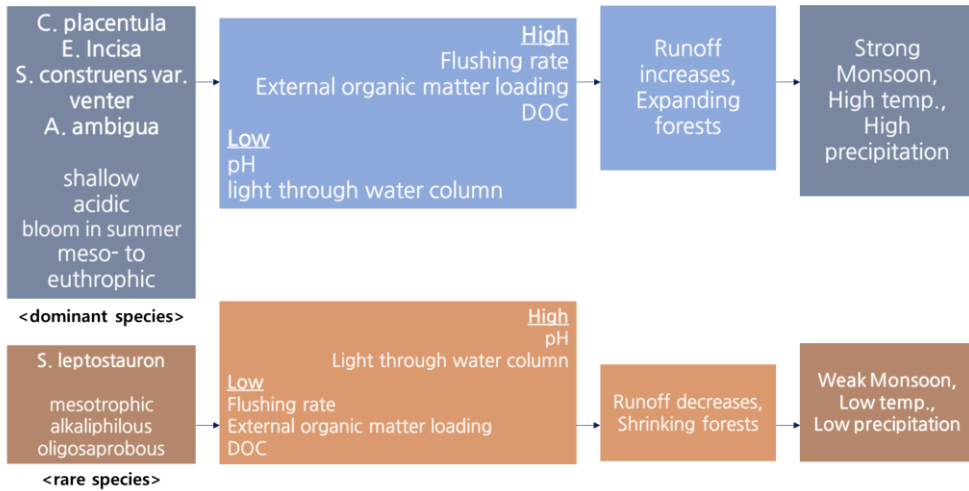 C. placentula
E. Incisa
S. construens var.
venter
A. ambigua
shallow
acidic
bloom in summer
meso- to
euthrophic
<dominant species>
High
Flushing rate
External organic matter loading
DOC
Low
pH
light through water column
Runoff
increases,
Expanding
forests
Strong
Monsoon,
High temp.,
High
precipitation
S. leptostauron
mesotrophic
alkaliphilous
oligosaprobous
<rare species>
High
pH
Light through water column
Low
Flushing rate
External organic matter loading
DOC
Runoff decreases,
Shrinking forests
Weak Monsoon,
Low temp.,
Low precipitation